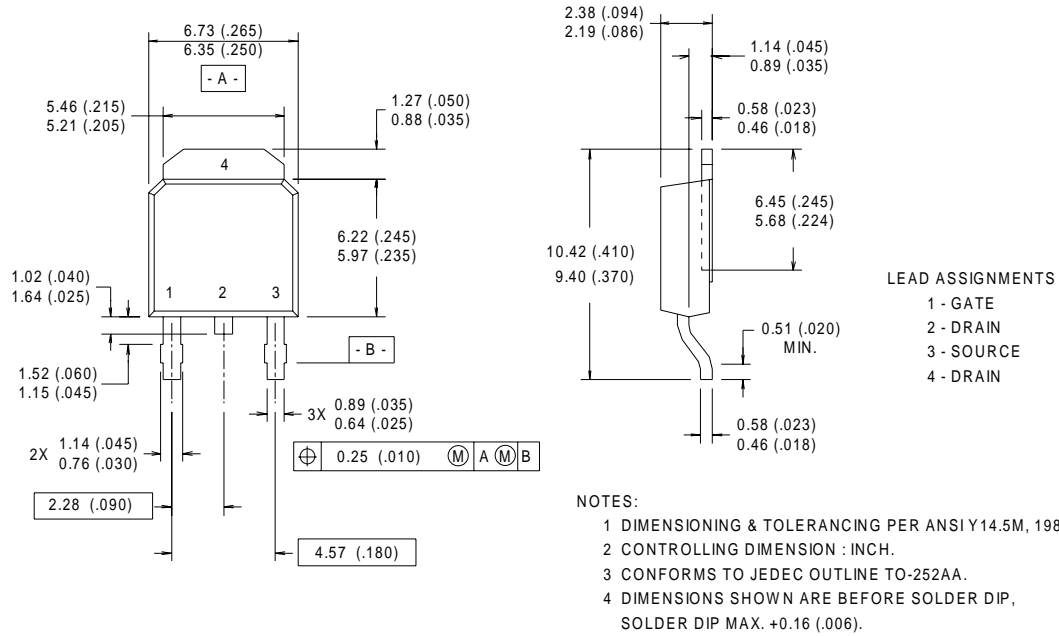 6.73 (.265)
6.35 (.250)
- A -
5.46 (.215)
5.21 (.205)
1.27 (.050)
0.88 (.035)
4
6.22 (.245)
5.97 (.235)
1.02 (.040)
1.64 (.025)
1 2 3
- B -
1.52 (.060)
1.15 (.045)
3X 0.89 (.035)
0.64 (.025)
2X 1.14 (.045)
0.76 (.030)
⌖ 0.25 (.010) Ⓜ A Ⓜ B
2.28 (.090)
4.57 (.180)
2.38 (.094)
2.19 (.086)
1.14 (.045)
0.89 (.035)
0.58 (.023)
0.46 (.018)
6.45 (.245)
5.68 (.224)
10.42 (.410)
9.40 (.370)
0.51 (.020)
MIN.
0.58 (.023)
0.46 (.018)
LEAD ASSIGNMENTS
1 - GATE
2 - DRAIN
3 - SOURCE
4 - DRAIN
NOTES:
1 DIMENSIONING & TOLERANCING PER ANSI Y14.5M, 198
2 CONTROLLING DIMENSION : INCH.
3 CONFORMS TO JEDEC OUTLINE TO-252AA.
4 DIMENSIONS SHOWN ARE BEFORE SOLDER DIP,
SOLDER DIP MAX. +0.16 (.006).